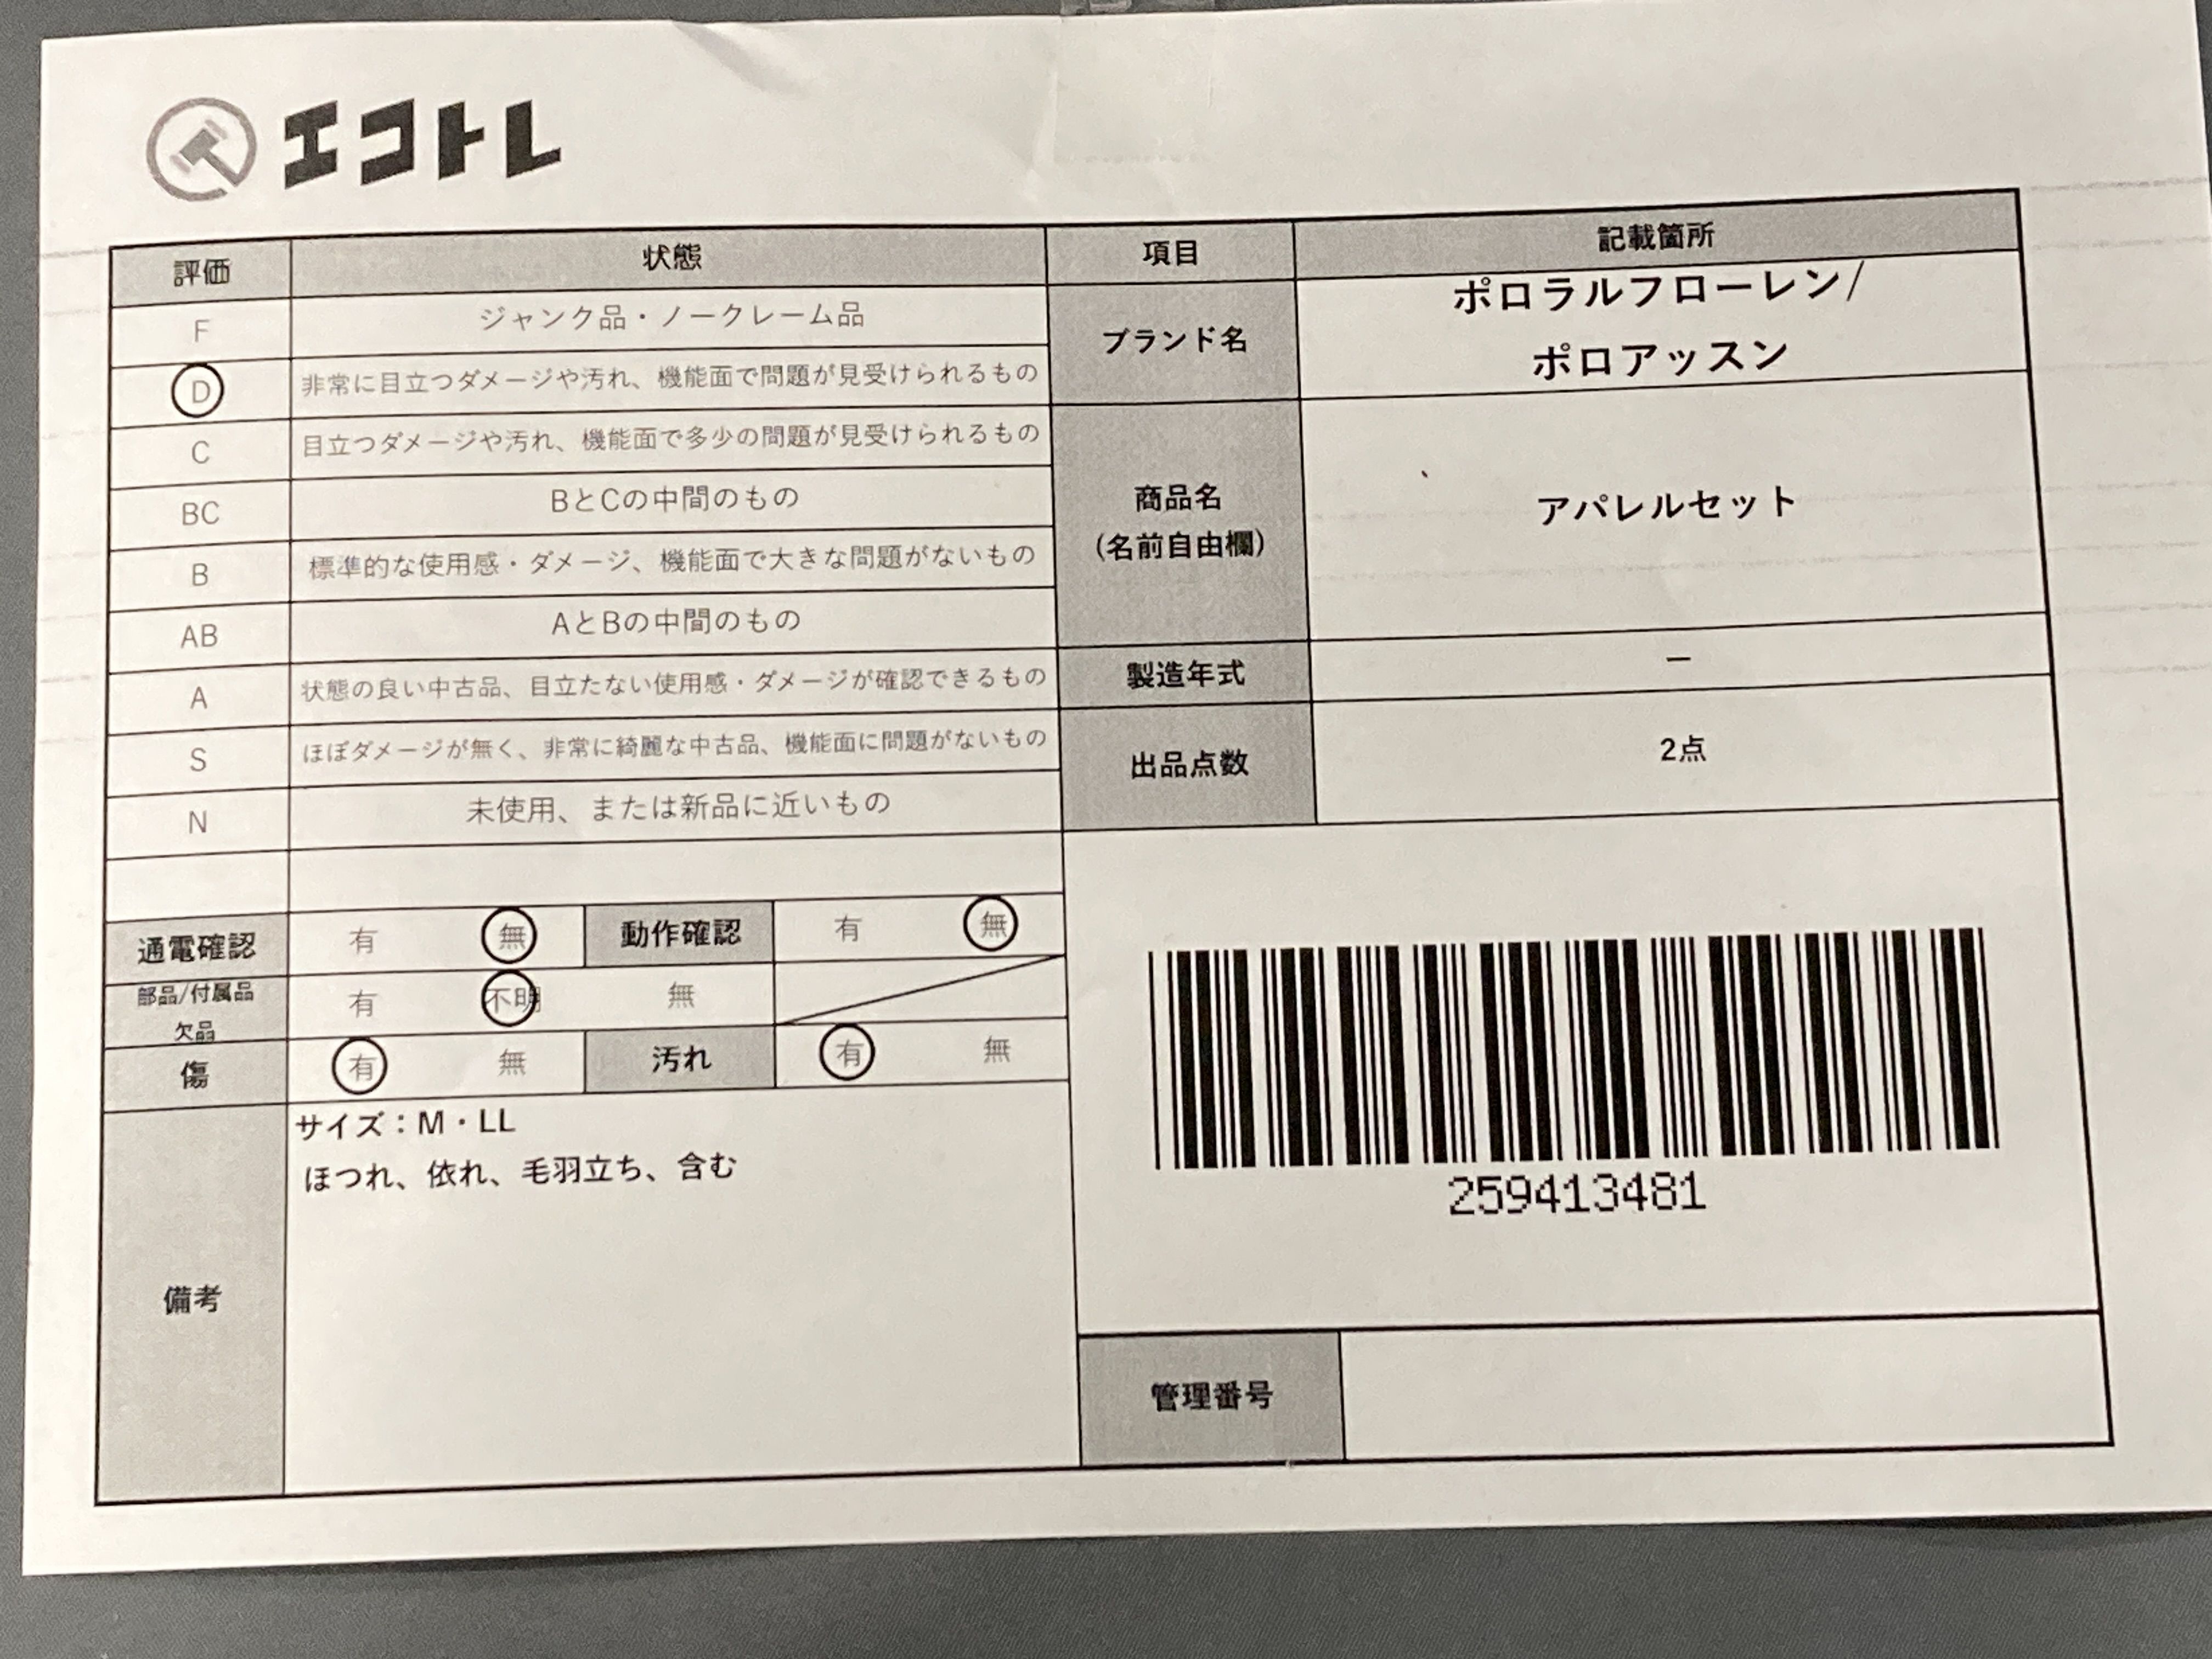 エコトレ
評価 状態 項目 記載箇所
F ジャンク品・ノークレーム品
D 非常に目立つダメージや汚れ、機能面で問題が見受けられるもの
C 目立つダメージや汚れ、機能面で多少の問題が見受けられるもの
BC BとCの中間のもの
B 標準的な使用感・ダメージ、機能面で大きな問題がないもの
AB AとBの中間のもの
A 状態の良い中古品、目立たない使用感・ダメージが確認できるもの
S ほぼダメージが無く、非常に綺麗な中古品、機能面に問題がないもの
N 未使用、または新品に近いもの
通電確認 有 無 動作確認 有 無
部品/付属品
欠品
有 不明 無
傷 有 無 汚れ 有 無
備考
サイズ：M・LL
ほつれ、依れ、毛羽立ち、含む
ブランド名
ポロラルフローレン/
ポロアッスン
商品名
(名前自由欄)
アパレルセット
製造年式 ー
出品点数 2点
259413481
管理番号